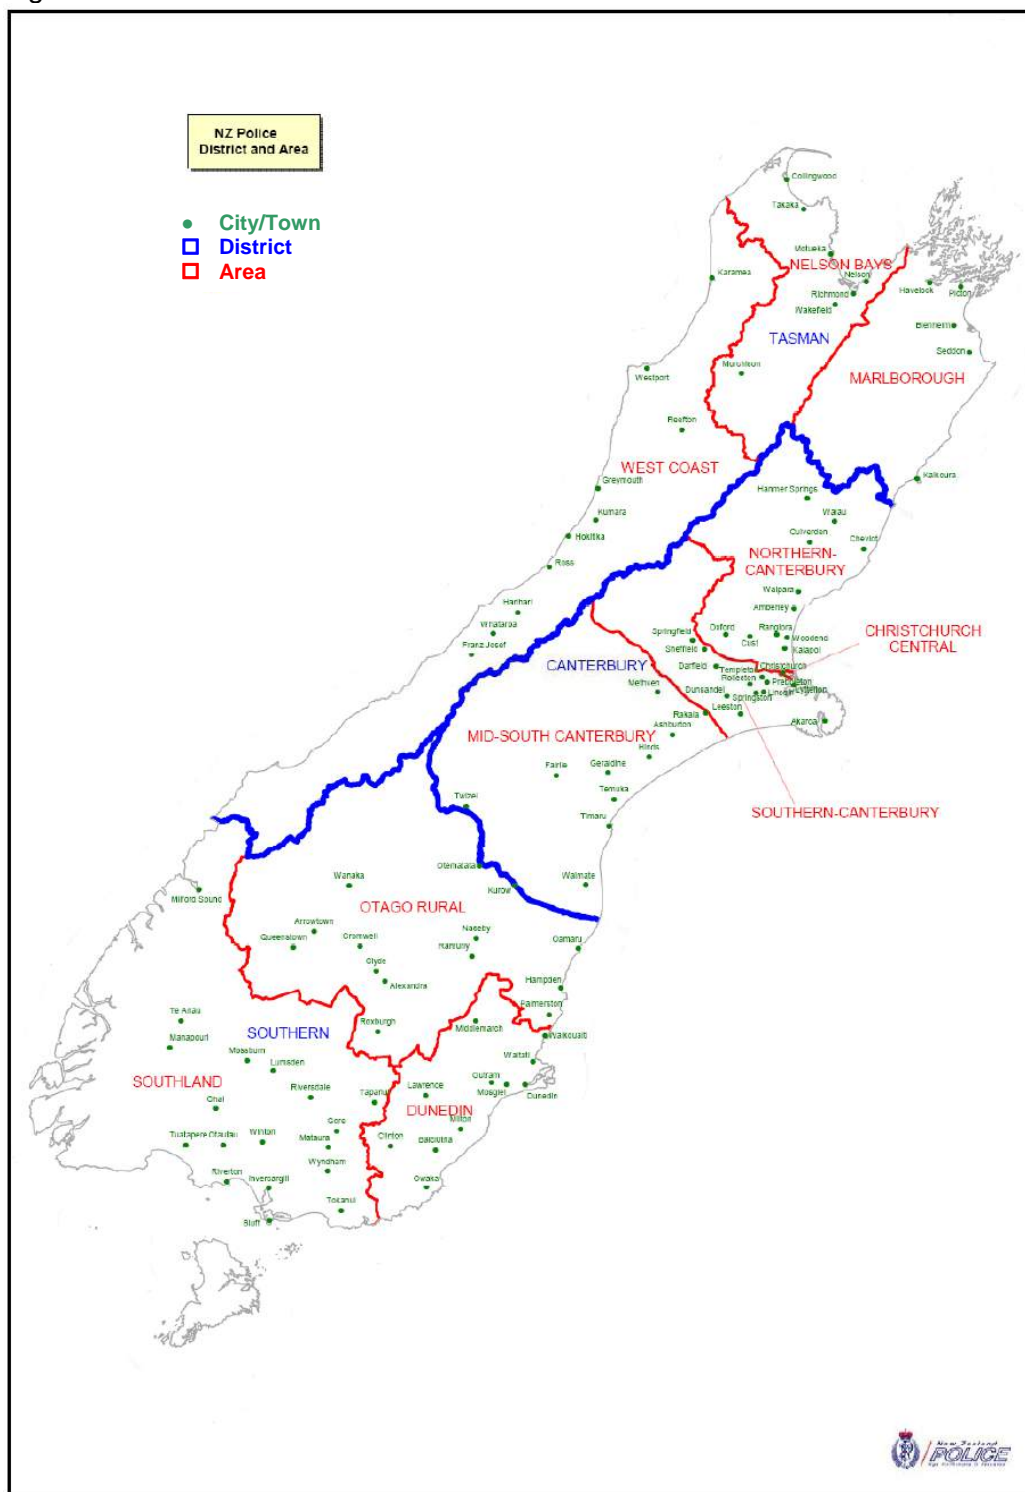 NZ Police
District and Area
City/Town
District
Area
Collingwood
Takaka
Motueka
NELSON BAYS
Nelson
Karamea
Richmond
Havelock
Picton
Wakefield
Blenheim
TASMAN
Seddon
Murchison
MARLBOROUGH
Westport
Reefton
WEST COAST
Greymouth
Kaikoura
Hanmer Springs
Kumara
Waiau
Hokitika
Culverden
Cheviot
NORTHERN-
CANTERBURY
Ross
Waipara
Harihari
Amberley
Whataroa
Oxford
Rangiora
CHRISTCHURCH
CENTRAL
Springfield
Cust
Woodend
Franz Josef
Sheffield
Kaiapoi
CANTERBURY
Darfield
Templeton
Christchurch
Rolleston
Prebbleton
Methven
Dunsandel
Springston
Lincoln
Lyttelton
Leeston
Rakaia
Akaroa
Ashburton
MID-SOUTH CANTERBURY
Hinds
Fairlie
Geraldine
Temuka
Twizel
SOUTHERN-CANTERBURY
Timaru
Otematata
Wanaka
Kurow
Waimate
Milford Sound
OTAGO RURAL
Arrowtown
Naseby
Queenstown
Cromwell
Ranfurly
Oamaru
Clyde
Alexandra
Hampden
Te Anau
Palmerston
Roxburgh
Middlemarch
SOUTHERN
Waikouaiti
Manapouri
Mossburn
Lumsden
Waitati
SOUTHLAND
Outram
Riversdale
Lawrence
Mosgiel
Dunedin
Ohai
Tapanui
DUNEDIN
Gore
Milton
Tuatapere
Otautau
Winton
Mataura
Clinton
Balclutha
Wyndham
Riverton
Invercargill
Owaka
Tokanui
Bluff
New Zealand
POLICE